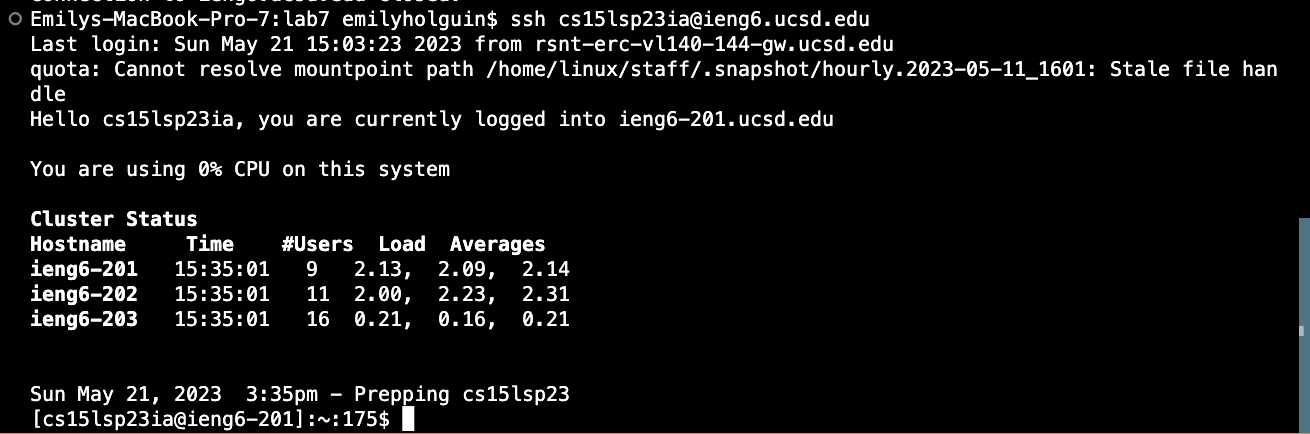 Emilys-MacBook-Pro-7:lab7 emilyholguin$ ssh cs15lsp23ia@ieng6.ucsd.edu
Last login: Sun May 21 15:03:23 2023 from rsnt-erc-vl140-144-gw.ucsd.edu
quota: Cannot resolve mountpoint path /home/linux/staff/.snapshot/hourly.2023-05-11_1601: Stale file han
dle
Hello cs15lsp23ia, you are currently logged into ieng6-201.ucsd.edu
You are using 0% CPU on this system
Cluster Status
Hostname     Time    #Users  Load  Averages
ieng6-201   15:35:01   9   2.13,  2.09,  2.14
ieng6-202   15:35:01   11  2.00,  2.23,  2.31
ieng6-203   15:35:01   16  0.21,  0.16,  0.21
Sun May 21, 2023  3:35pm - Prepping cs15lsp23
[cs15lsp23ia@ieng6-201]:~:175$